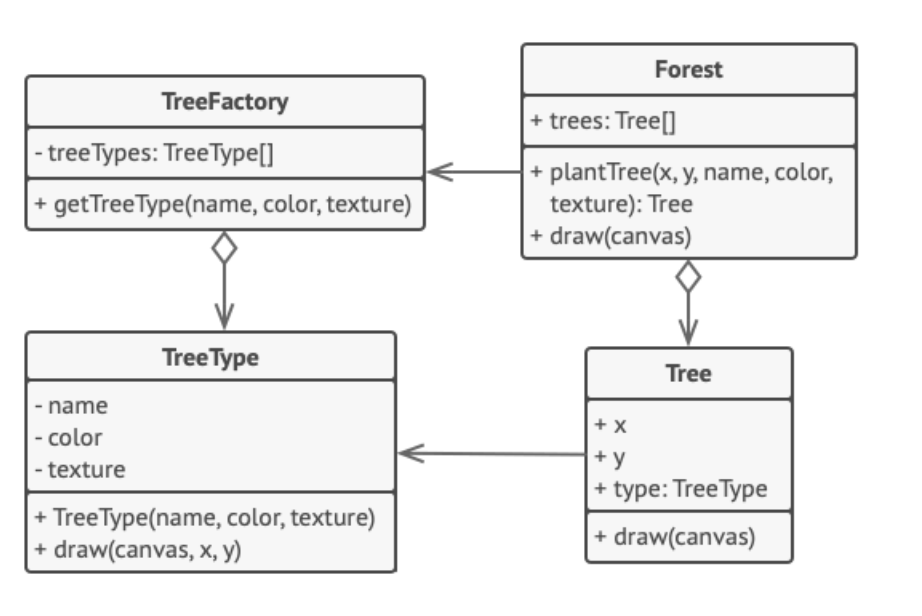 TreeFactory
- treeTypes: TreeType[]
+ getTreeType(name, color, texture)
Forest
+ trees: Tree[]
+ plantTree(x, y, name, color,
texture): Tree
+ draw(canvas)
TreeType
- name
- color
- texture
+ TreeType(name, color, texture)
+ draw(canvas, x, y)
Tree
+ x
+ y
+ type: TreeType
+ draw(canvas)